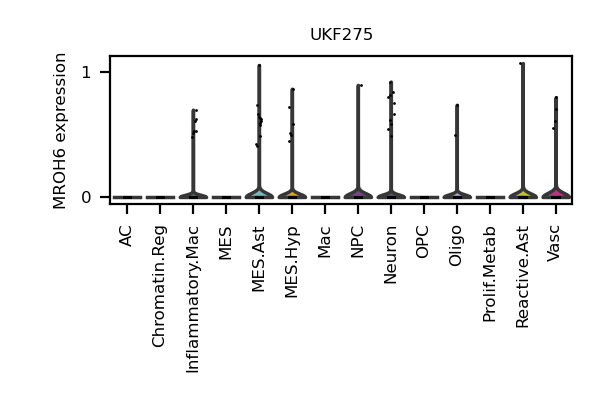 UKF275
MROH6 expression
1
0
AC
Chromatin.Reg
Inflammatory.Mac
MES
MES.Ast
MES.Hyp
Mac
NPC
Neuron
OPC
Oligo
Prolif.Metab
Reactive.Ast
Vasc